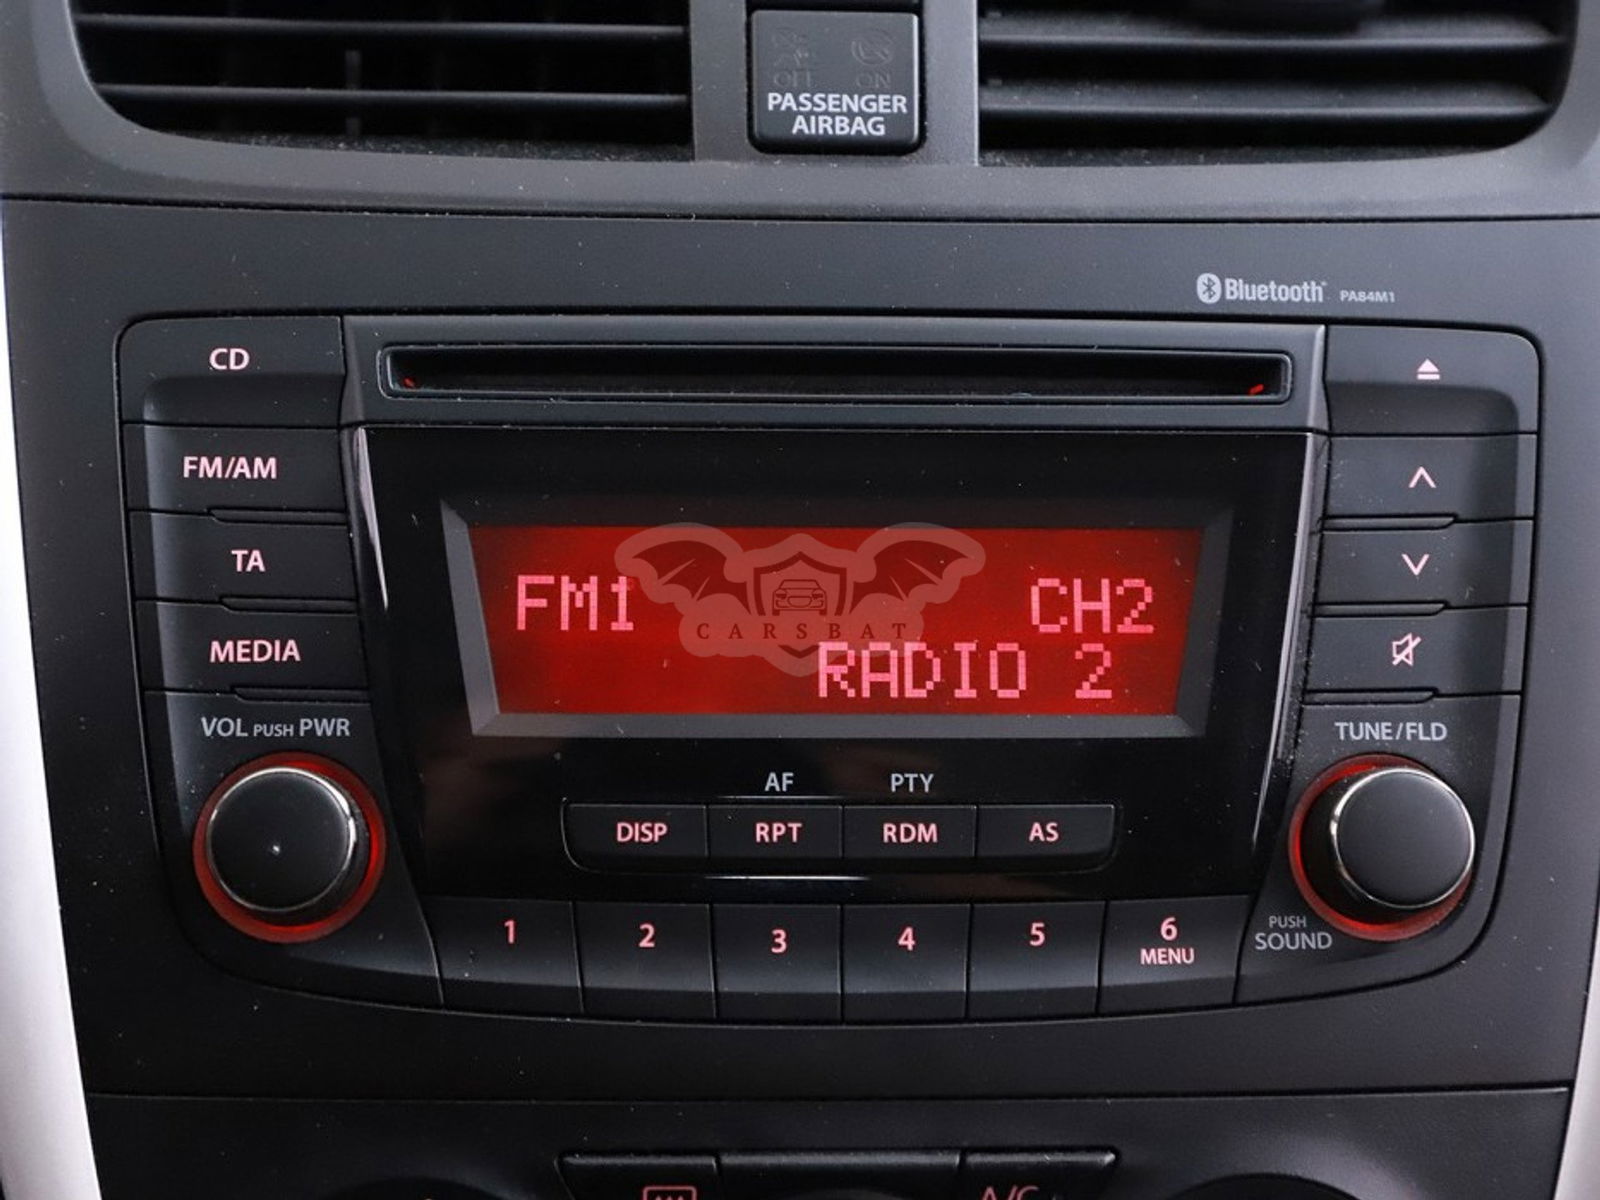 OFF ON
PASSENGER
AIRBAG
Bluetooth PA84M1
CD
FM/AM
TA
MEDIA
VOL PUSH PWR
FM1 CH2
CARSBAT
RADIO 2
TUNE/FLD
AF PTY
DISP RPT RDM AS
1 2 3 4 5 6
MENU
PUSH
SOUND
A/C